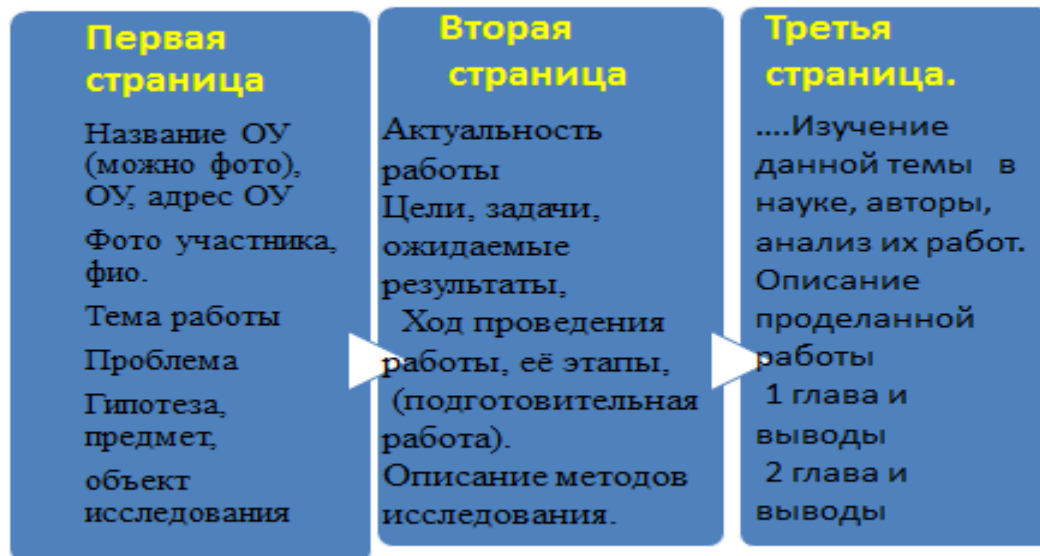 Первая
страница
Название ОУ
(можно фото),
ОУ, адрес ОУ
Фото участника,
фио.
Тема работы
Проблема
Гипотеза,
предмет,
объект
исследования
Вторая
страница
Актуальность
работы
Цели, задачи,
ожидаемые
результаты,
Ход проведения
работы, её этапы,
(подготовительная
работа).
Описание методов
исследования.
Третья
страница.
....Изучение
данной темы в
науке, авторы,
анализ их работ.
Описание
проделанной
работы
1 глава и
выводы
2 глава и
выводы